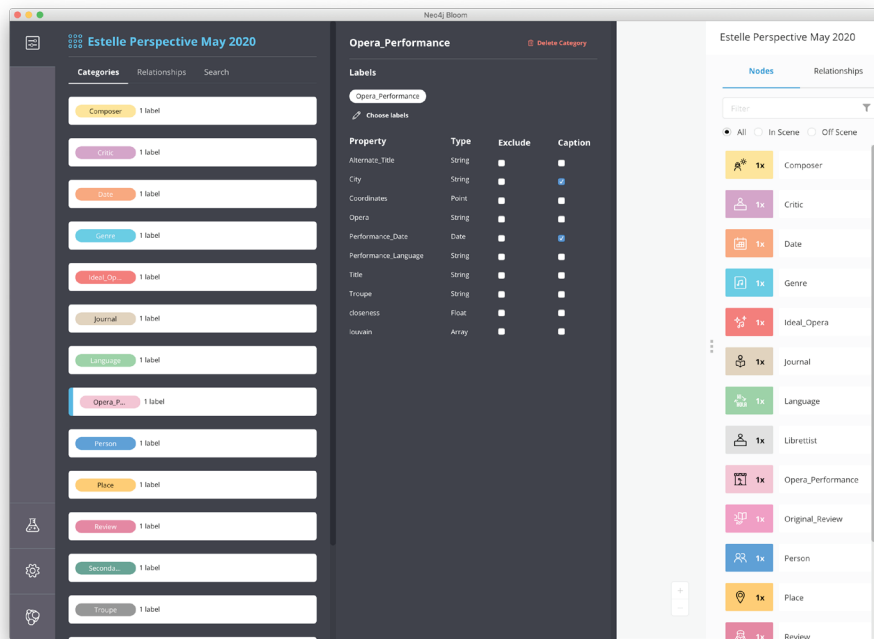 Neo4j Bloom
Estelle Perspective May 2020
Categories Relationships Search
Composer 1 label
Critic 1 label
Date 1 label
Genre 1 label
Ideal_Op... 1 label
Journal 1 label
Language 1 label
Opera_P... 1 label
Person 1 label
Place 1 label
Review 1 label
Seconda... 1 label
Troupe 1 label
Opera_Performance Delete Category
Labels
Opera_Performance
Choose labels
Property Type Exclude Caption
Alternate_Title String
City String
Coordinates Point
Opera String
Performance_Date Date
Performance_Language String
Title String
Troupe String
closeness Float
louvain Array
Estelle Perspective May 2020
Nodes Relationships
Filter
All In Scene Off Scene
1x Composer
1x Critic
1x Date
1x Genre
1x Ideal_Opera
1x Journal
1x Language
1x Librettist
1x Opera_Performance
1x Original_Review
1x Person
1x Place
1x Review